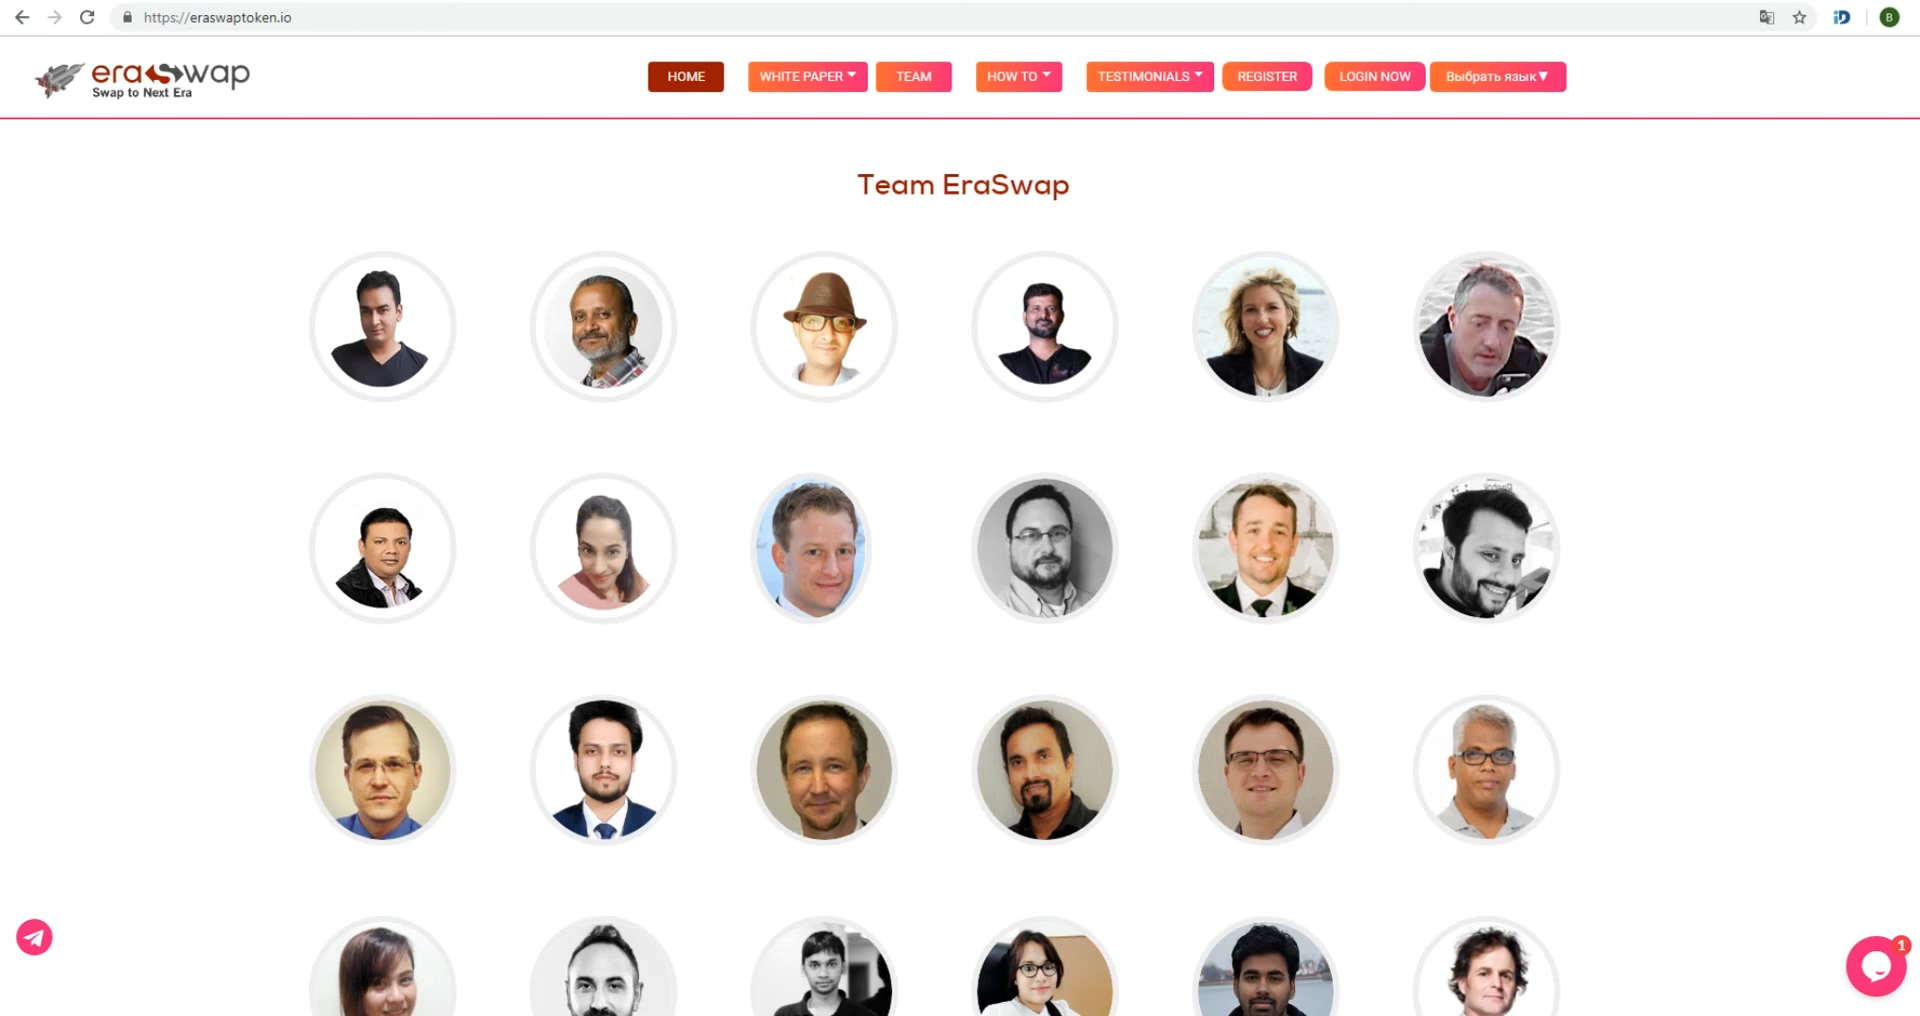 https://eraswaptoken.io
B
eraswap
Swap to Next Era
HOME
WHITE PAPER
TEAM
HOW TO
TESTIMONIALS
REGISTER
LOGIN NOW
Выбрать язык▼
Team EraSwap
1